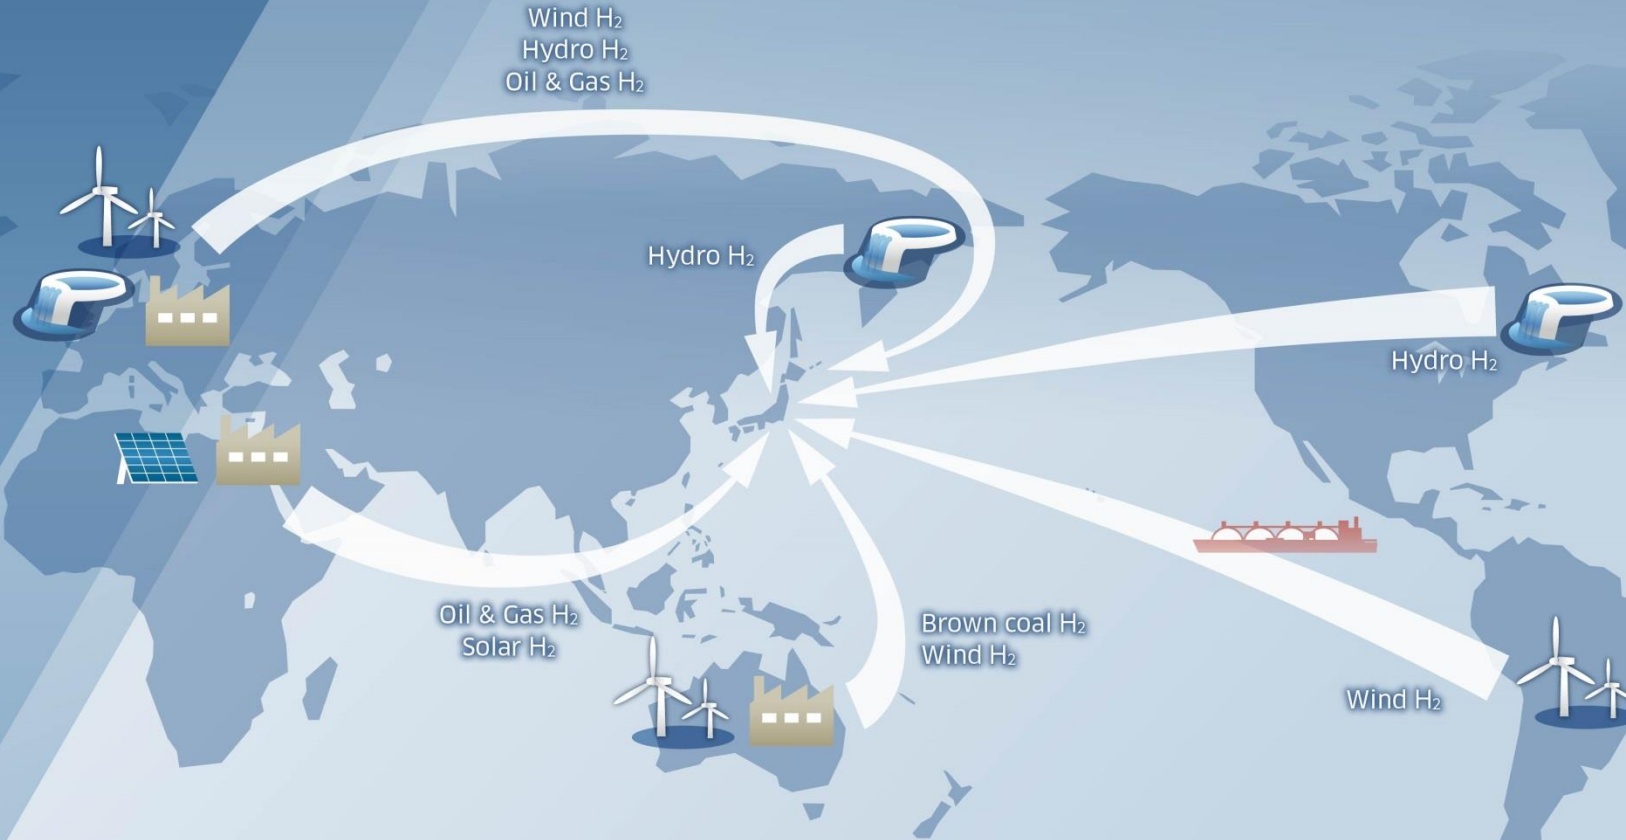 Wind H₂
Hydro H₂
Oil & Gas H₂
Hydro H₂
Hydro H₂
Oil & Gas H₂
Solar H₂
Brown coal H₂
Wind H₂
Wind H₂